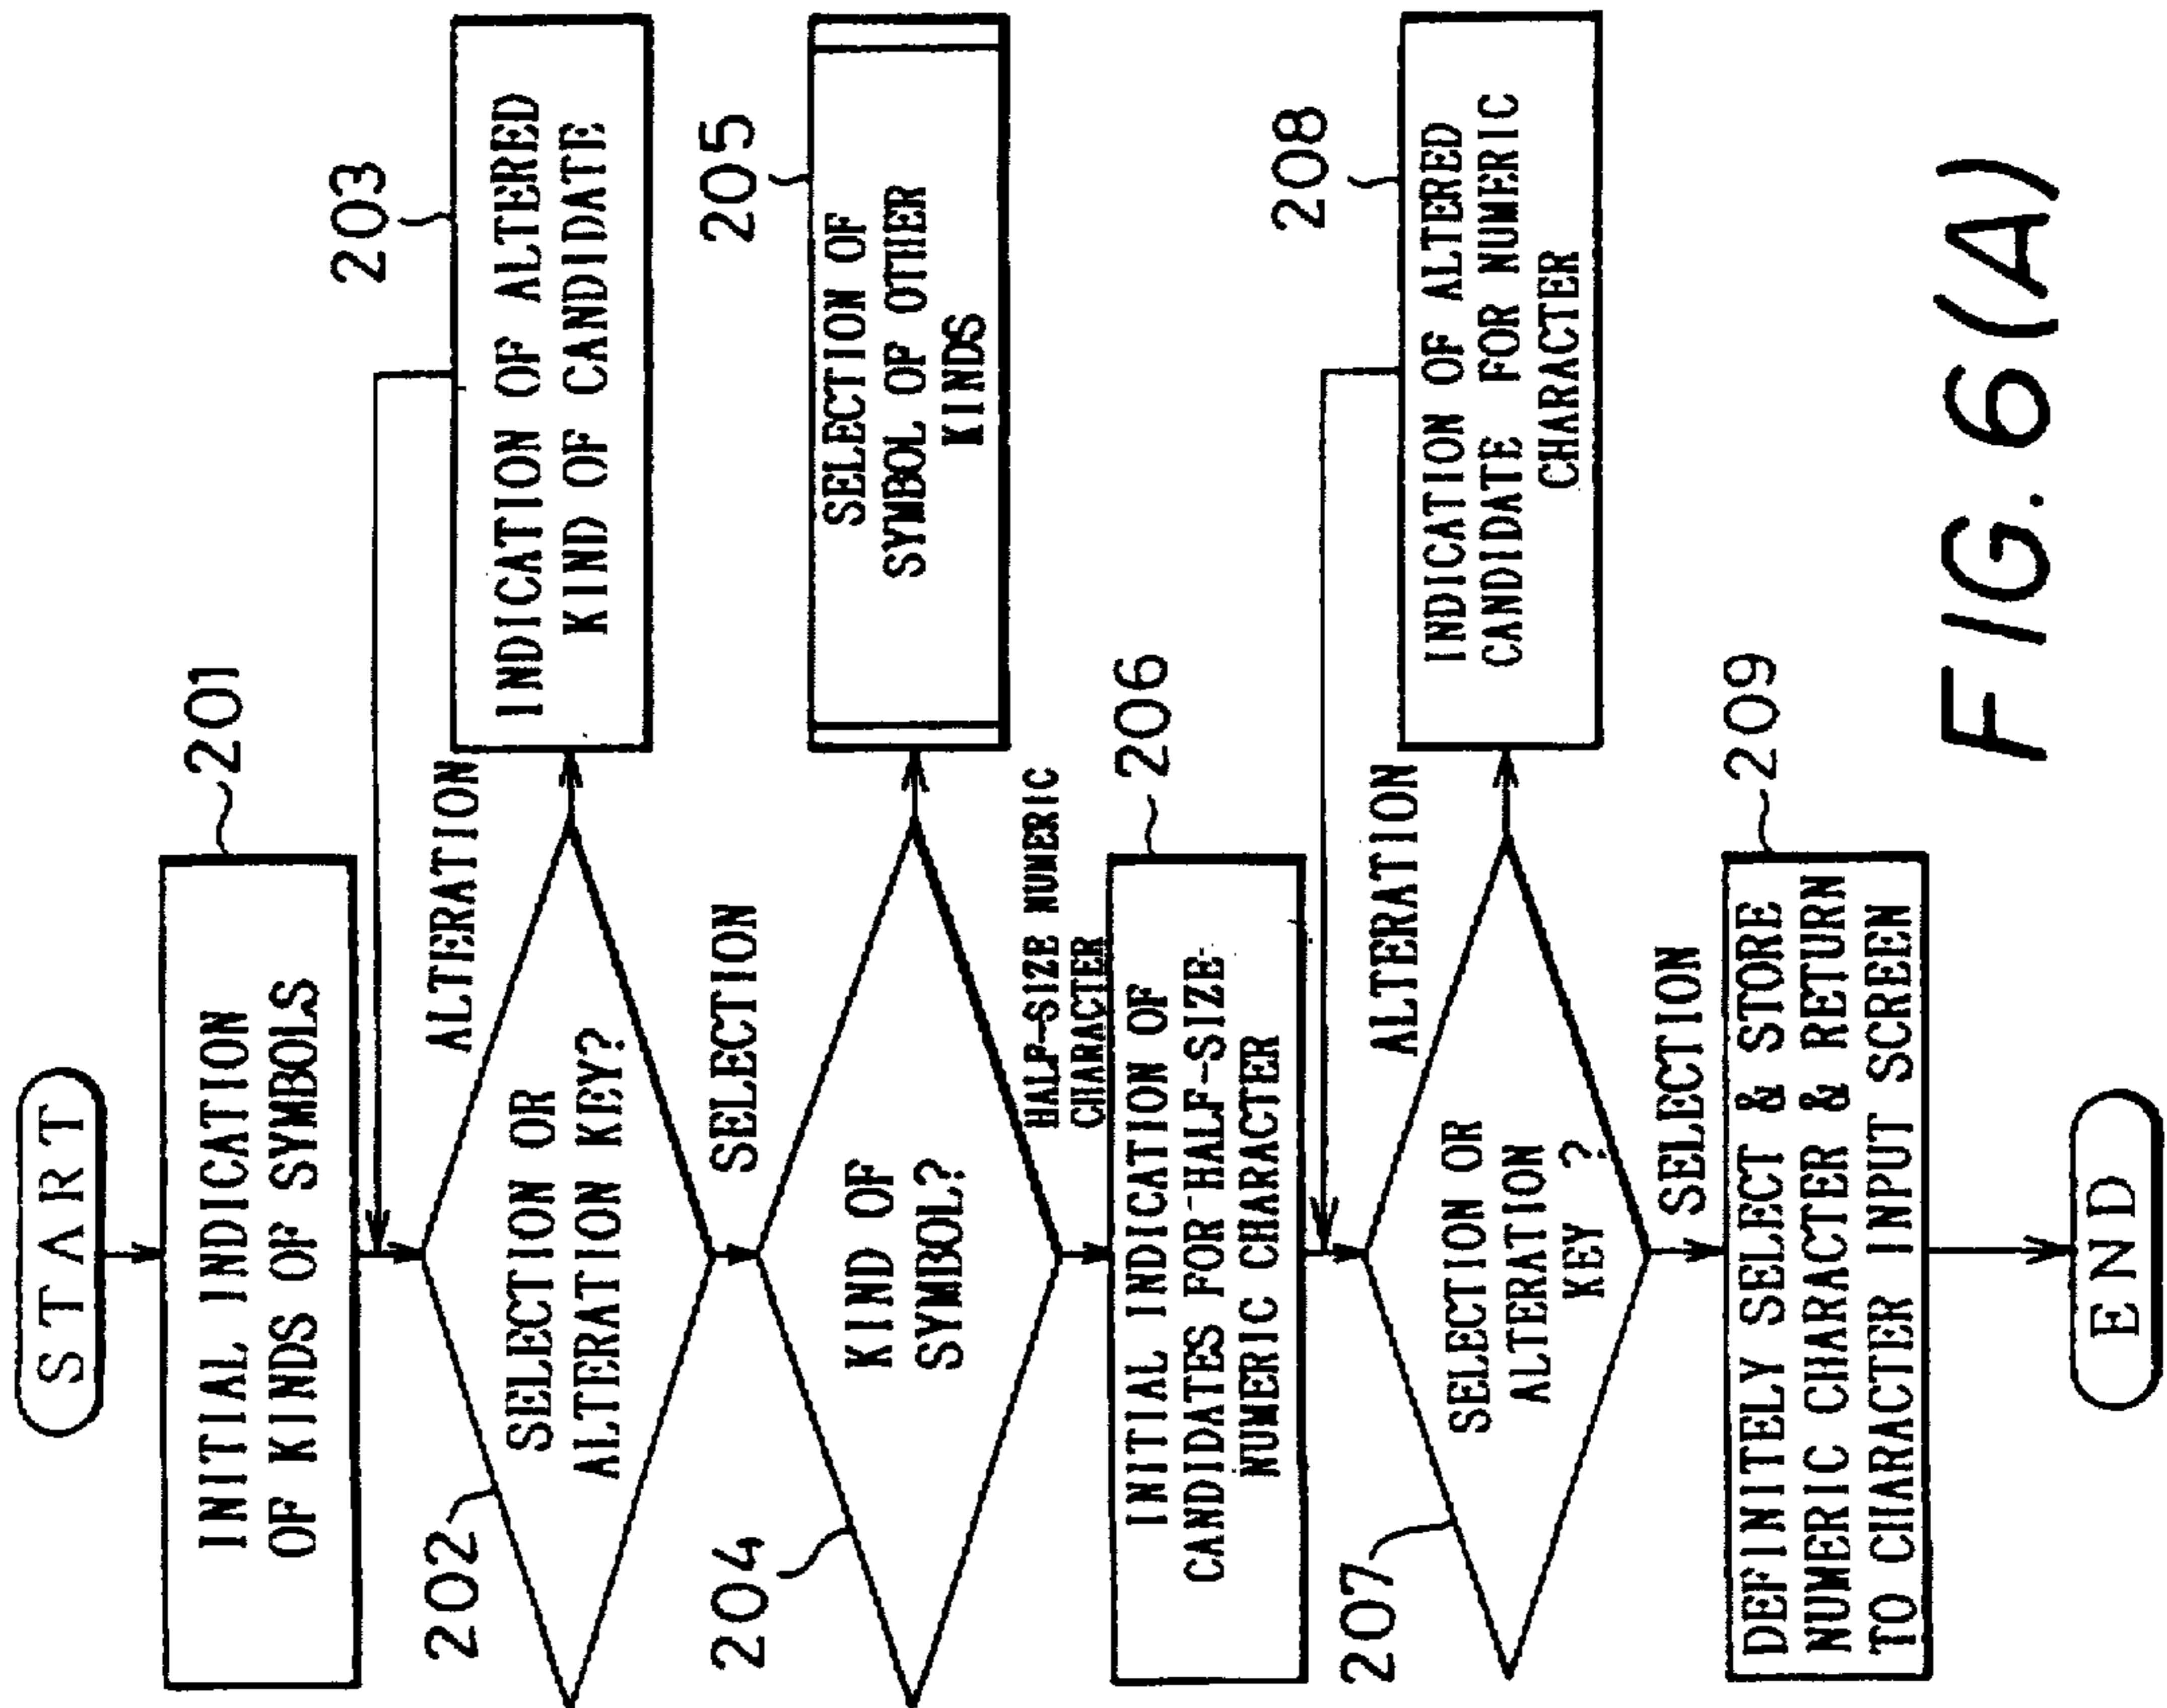 START
201
INITIAL INDICATION
OF KINDS OF SYMBOLS
202
SELECTION OR
ALTERATION KEY?
ALTERATION
203
INDICATION OF ALTERED
KIND OF CANDIDATE
SELECTION
204
KIND OF
SYMBOL?
205
SELECTION OF
SYMBOL OF OTHER
KINDS
HALF-SIZE NUMERIC
CHARACTER
206
INITIAL INDICATION OF
CANDIDATES FOR HALF-SIZE
NUMERIC CHARACTER
207
SELECTION OR
ALTERATION
KEY ?
ALTERATION
208
INDICATION OF ALTERED
CANDIDATE FOR NUMERIC
CHARACTER
SELECTION
209
DEFINITELY SELECT & STORE
NUMERIC CHARACTER & RETURN
TO CHARACTER INPUT SCREEN
END
FIG. 6 (A)